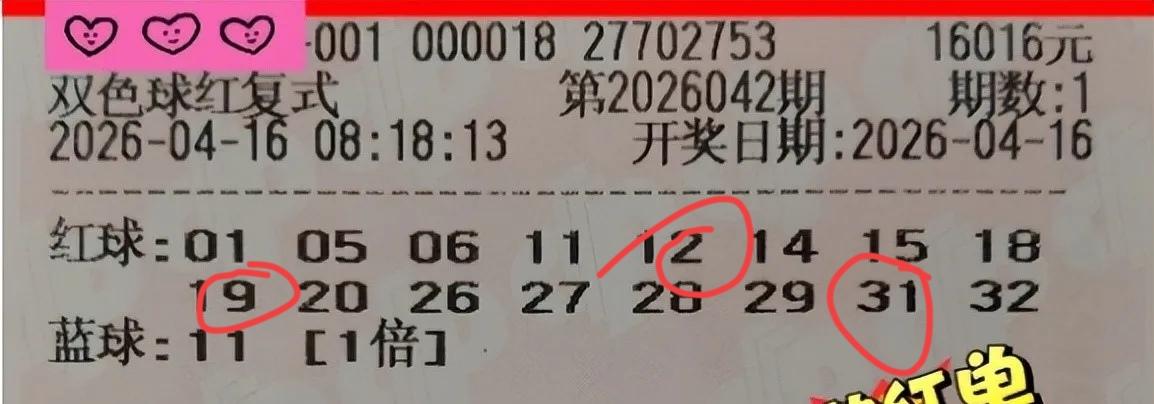 -001 000018 27702753 16016元
双色球红复式 第2026042期 期数:1
2026-04-16 08:18:13 开奖日期:2026-04-16
红球:01 05 06 11 12 14 15 18
19 20 26 27 28 29 31 32
蓝球:11 [1倍]
红单